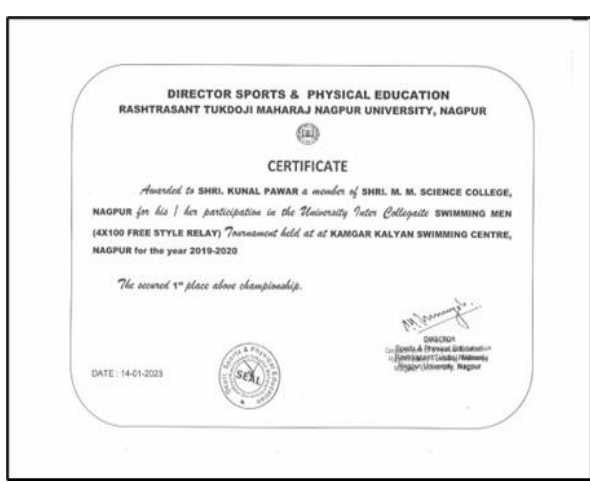 DIRECTOR SPORTS & PHYSICAL EDUCATION
RASHTRASANT TUKDOJI MAHARAJ NAGPUR UNIVERSITY, NAGPUR
CERTIFICATE
Awarded to SHRI. KUNAL PAWAR a member of SHRI. M. M. SCIENCE COLLEGE,
NAGPUR for his / her participation in the University Inter Collegaite SWIMMING MEN
(4X100 FREE STYLE RELAY) Tournament held at at KAMGAR KALYAN SWIMMING CENTRE,
NAGPUR for the year 2019-2020
The secured 1st place above championship.
DIRECTOR
Sports & Physical
Nagpur University, Nagpur
DATE : 14-01-2023
Sports & Physical Education
SEAL